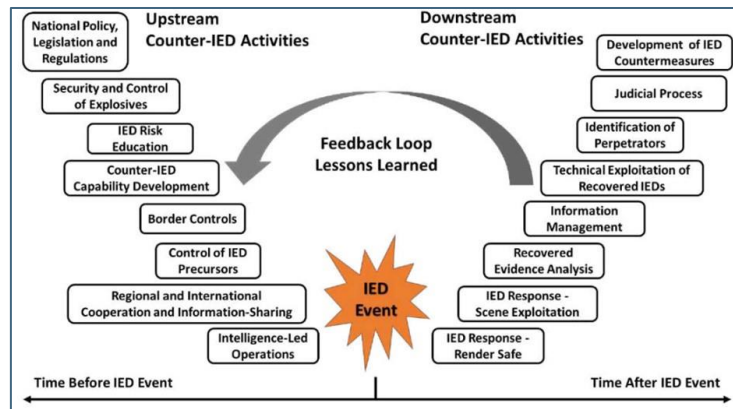 National Policy,
Legislation and
Regulations
Upstream
Counter-IED Activities
Security and Control
of Explosives
IED Risk
Education
Counter-IED
Capability Development
Border Controls
Control of IED
Precursors
Regional and International
Cooperation and Information-Sharing
Intelligence-Led
Operations
Feedback Loop
Lessons Learned
IED
Event
Downstream
Counter-IED Activities
Development of IED
Countermeasures
Judicial Process
Identification of
Perpetrators
Technical Exploitation of
Recovered IEDs
Information
Management
Recovered
Evidence Analysis
IED Response -
Scene Exploitation
IED Response -
Render Safe
Time Before IED Event
Time After IED Event